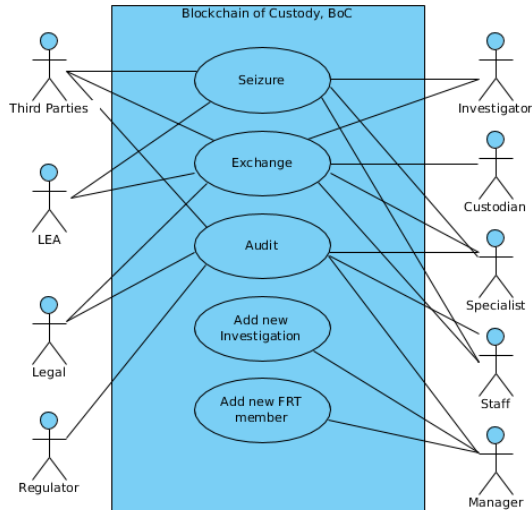 Blockchain of Custody, BoC
Seizure
Third Parties
Investigator
Exchange
Custodian
LEA
Audit
Specialist
Add new
Investigation
Legal
Staff
Add new FRT
member
Regulator
Manager